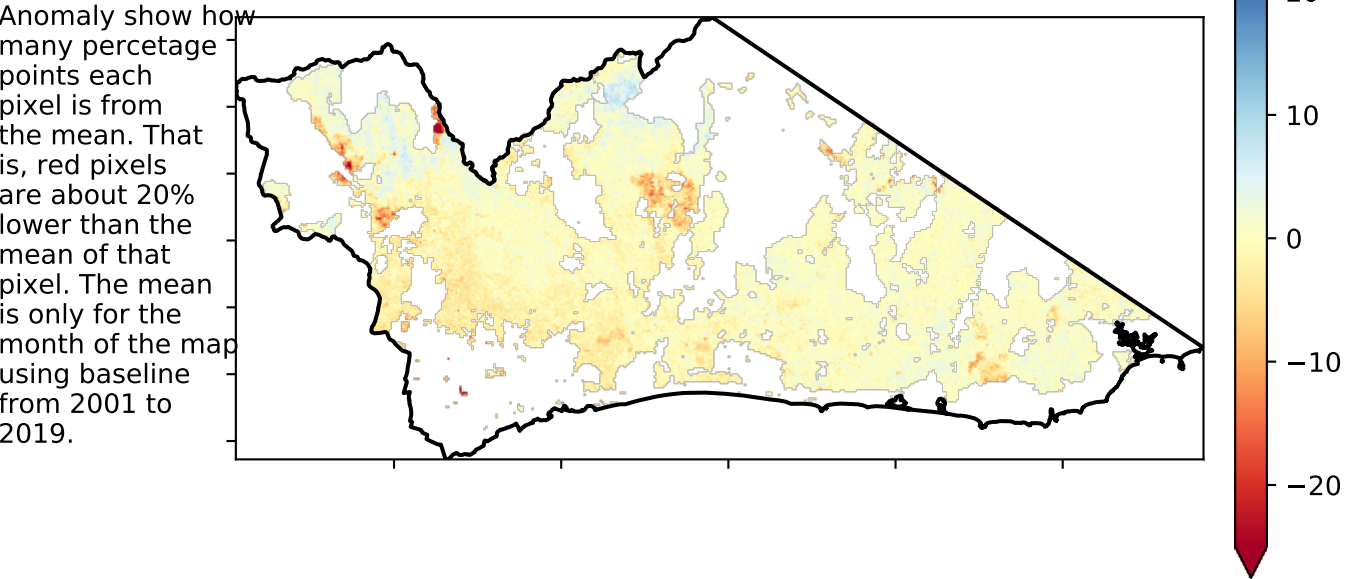 Anomaly show how
many percetage
points each
pixel is from
the mean. That
is, red pixels
are about 20%
lower than the
mean of that
pixel. The mean
is only for the
month of the map
using baseline
from 2001 to
2019.
10
0
−10
−20